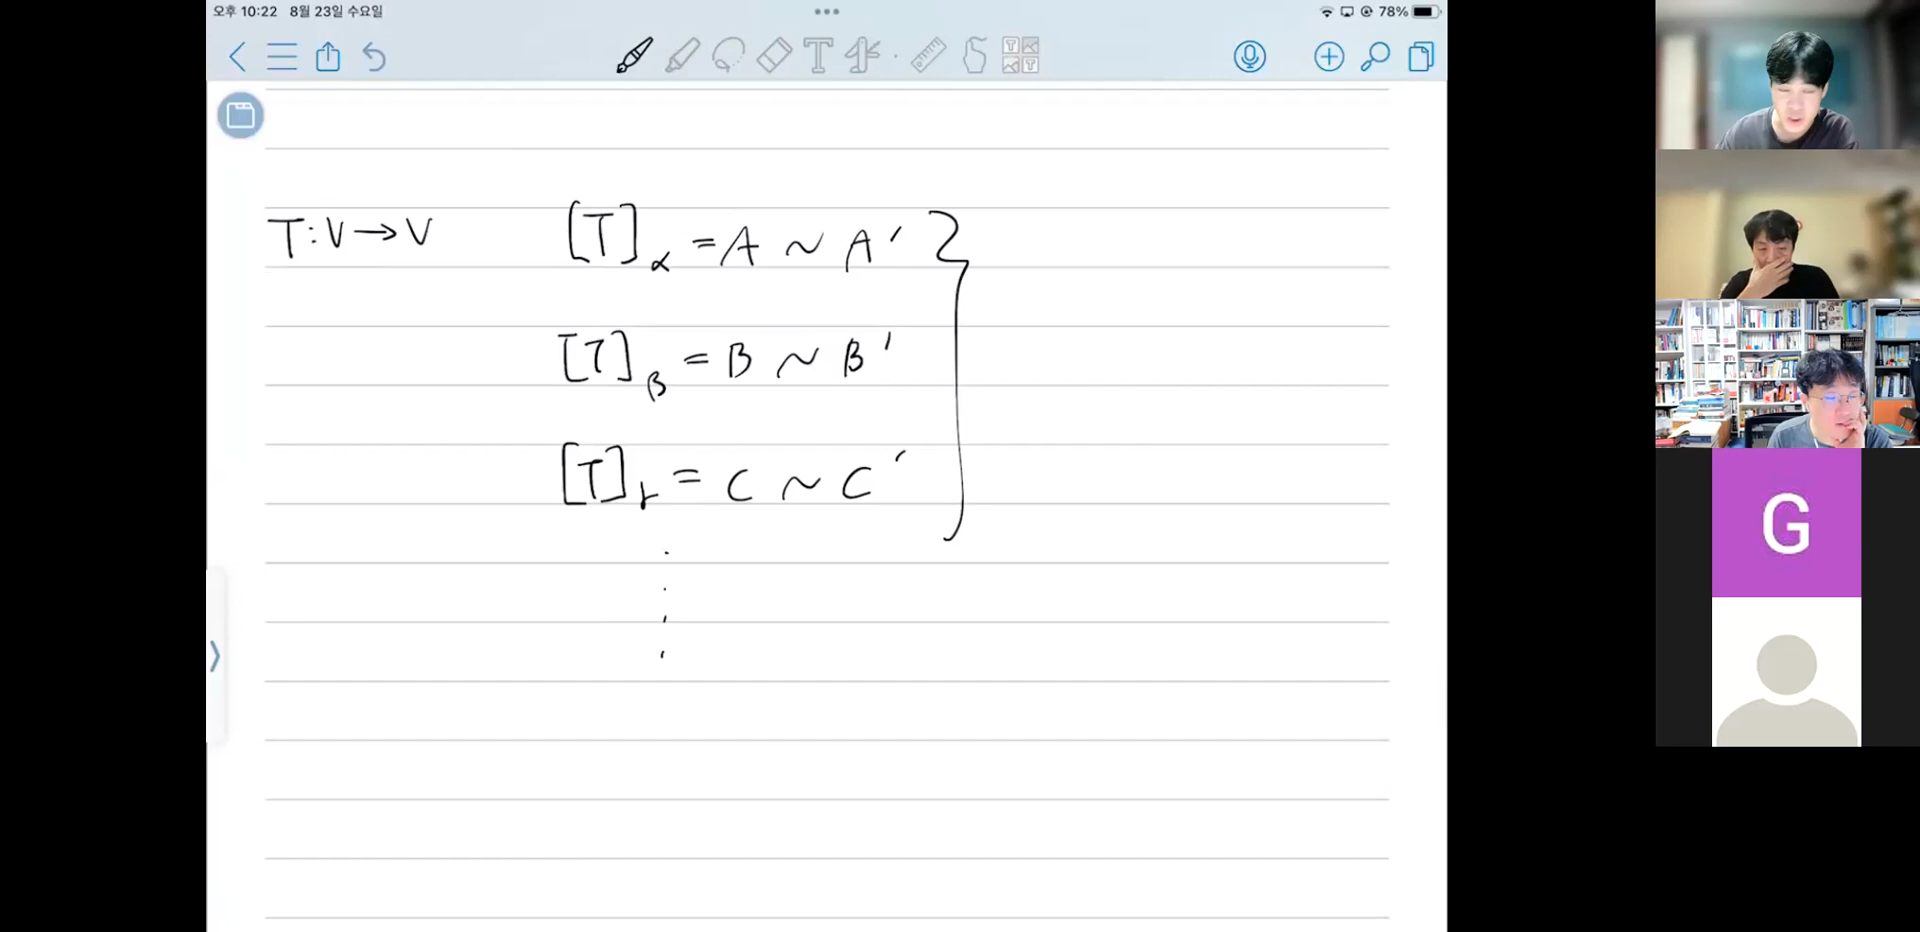 오후 10:22 8월 23일 수요일
78%
T:V→V [T]α = A ~ A'
[T]β = B ~ B'
[T]r = C ~ C'
G